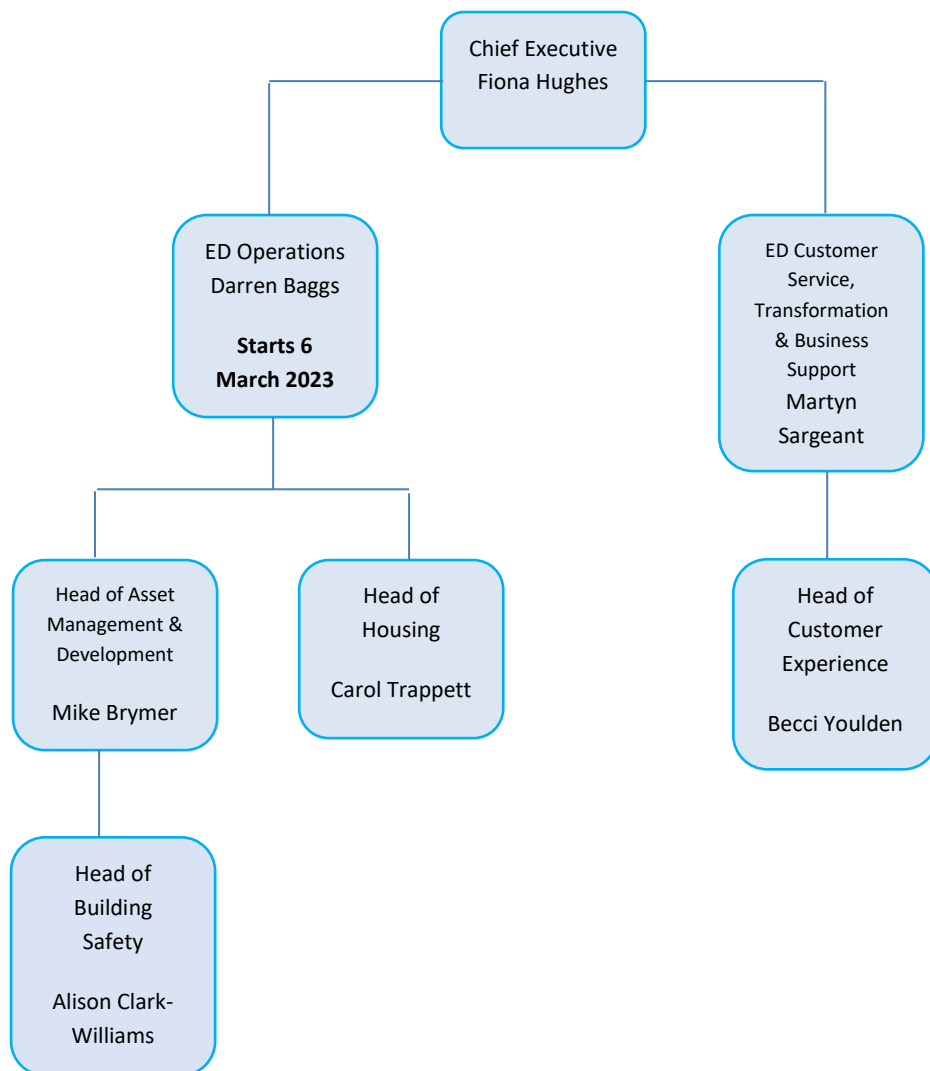 Chief Executive
Fiona Hughes
ED Operations
Darren Baggs
Starts 6
March 2023
ED Customer
Service,
Transformation
& Business
Support
Martyn
Sargeant
Head of Asset
Management &
Development
Mike Brymer
Head of
Housing
Carol Trappett
Head of
Customer
Experience
Becci Youlden
Head of
Building
Safety
Alison Clark-
Williams